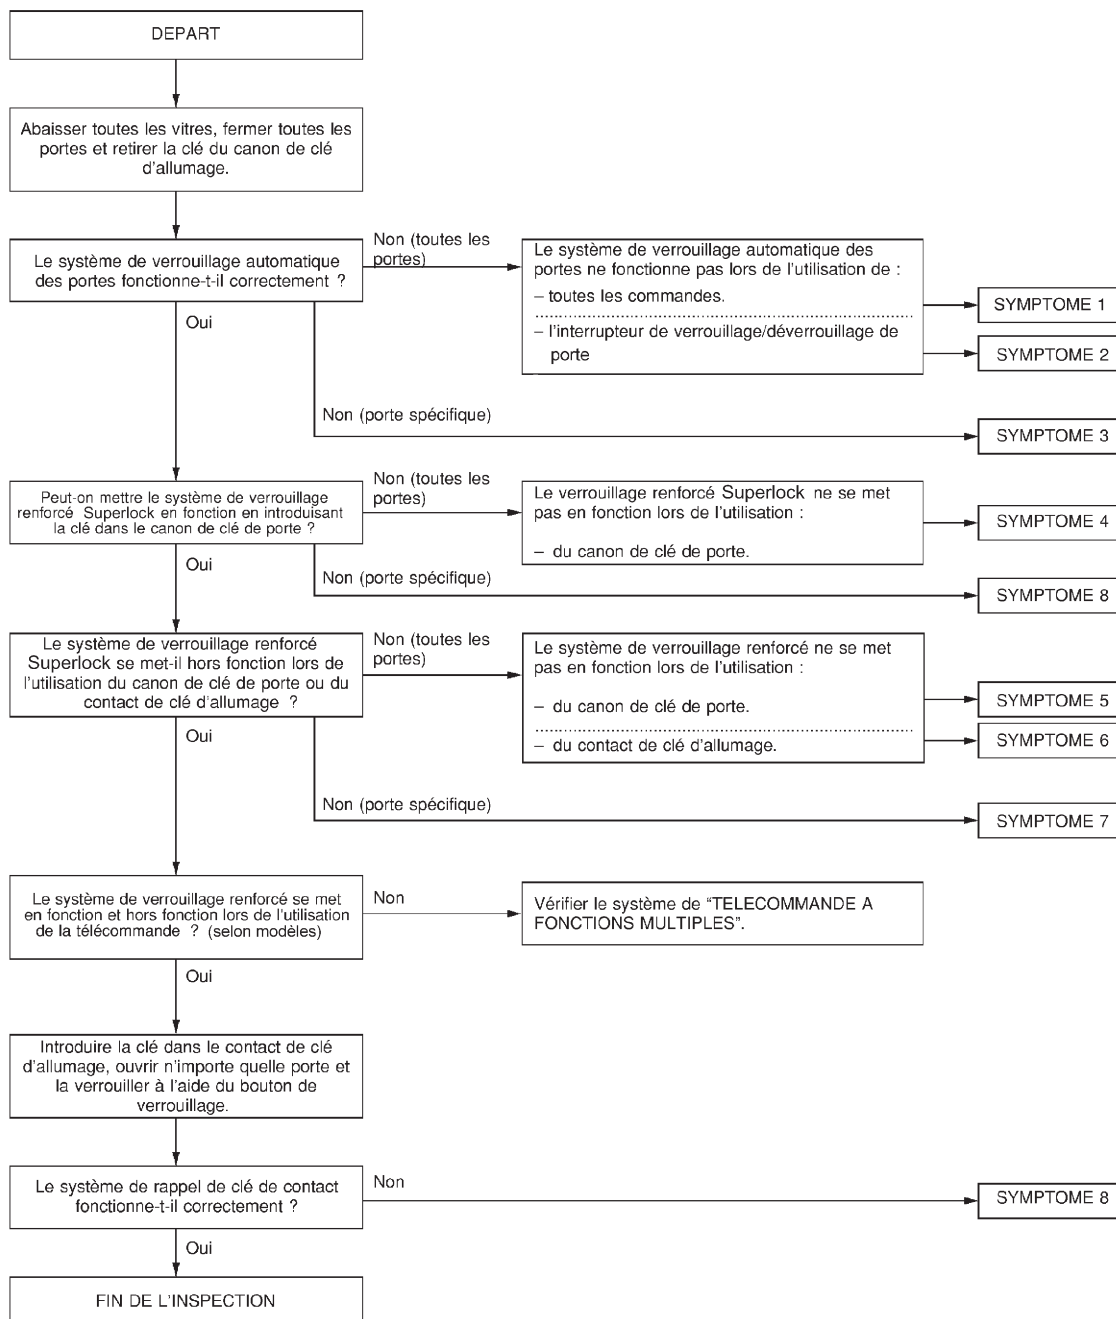 DEPART
Abaisser toutes les vitres, fermer toutes les
portes et retirer la clé du canon de clé
d'allumage.
Le système de verrouillage automatique
des portes fonctionne-t-il correctement ?
Non (toutes les
portes)
Le système de verrouillage automatique des
portes ne fonctionne pas lors de l'utilisation de :
– toutes les commandes.
– l'interrupteur de verrouillage/déverrouillage de
porte
SYMPTOME 1
SYMPTOME 2
Oui
Non (porte spécifique)
SYMPTOME 3
Peut-on mettre le système de verrouillage
renforcé Superlock en fonction en introduisant
la clé dans le canon de clé de porte ?
Non (toutes les
portes)
Le verrouillage renforcé Superlock ne se met
pas en fonction lors de l'utilisation :
– du canon de clé de porte.
SYMPTOME 4
Oui
Non (porte spécifique)
SYMPTOME 8
Le système de verrouillage renforcé
Superlock se met-il hors fonction lors de
l'utilisation du canon de clé de porte ou du
contact de clé d'allumage ?
Non (toutes les
portes)
Le système de verrouillage renforcé ne se met
pas en fonction lors de l'utilisation :
– du canon de clé de porte.
– du contact de clé d'allumage.
SYMPTOME 5
SYMPTOME 6
Oui
Non (porte spécifique)
SYMPTOME 7
Le système de verrouillage renforcé se met
en fonction et hors fonction lors de l'utilisation
de la télécommande ? (selon modèles)
Non
Vérifier le système de “TELECOMMANDE A
FONCTIONS MULTIPLES”.
Oui
Introduire la clé dans le contact de clé
d'allumage, ouvrir n'importe quelle porte et
la verrouiller à l'aide du bouton de
verrouillage.
Le système de rappel de clé de contact
fonctionne-t-il correctement ?
Non
SYMPTOME 8
Oui
FIN DE L'INSPECTION